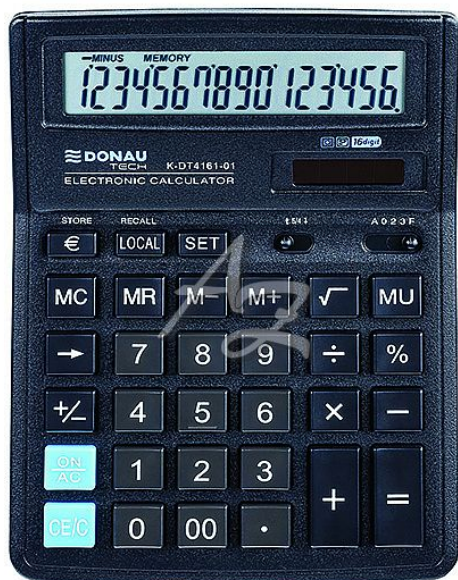 –MINUS MEMORY
1234567890123456.
16digit
DONAU
TECH K-DT4161-01
ELECTRONIC CALCULATOR
STORE RECALL
A 0 2 3 F
€ LOCAL SET
MC MR M– M+ √ MU
→ 7 8 9 ÷ %
+/– 4 5 6 × –
ON
AC
1 2 3
+ =
CE/C 0 00 ·
AZ